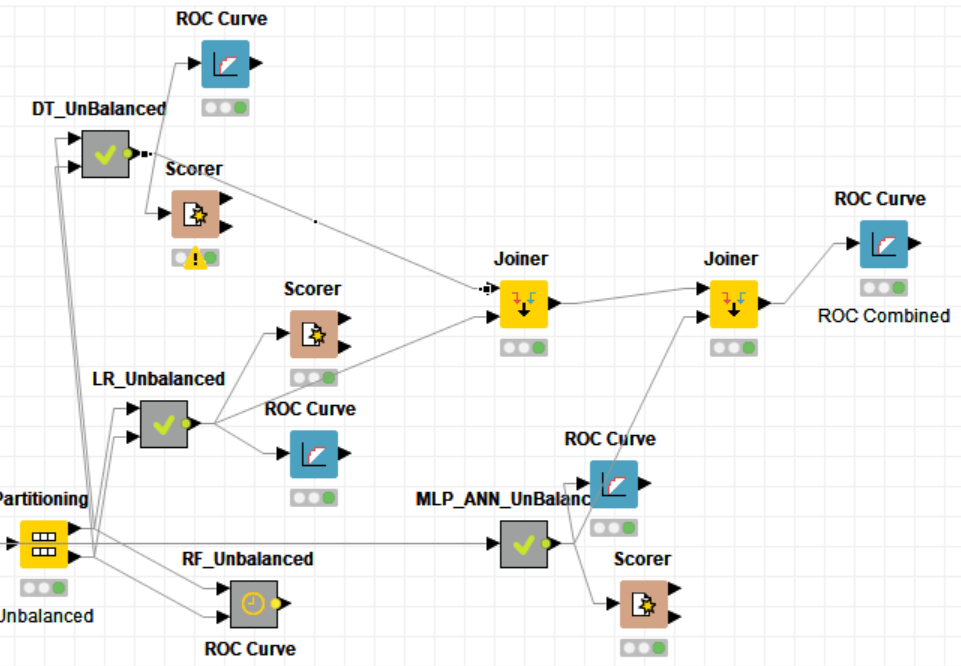 ROC Curve
DT_UnBalanced
Scorer
ROC Curve
Joiner
Joiner
Scorer
ROC Combined
LR_Unbalanced
ROC Curve
ROC Curve
Partitioning
MLP_ANN_UnBalanc
RF_Unbalanced
Scorer
Unbalanced
ROC Curve